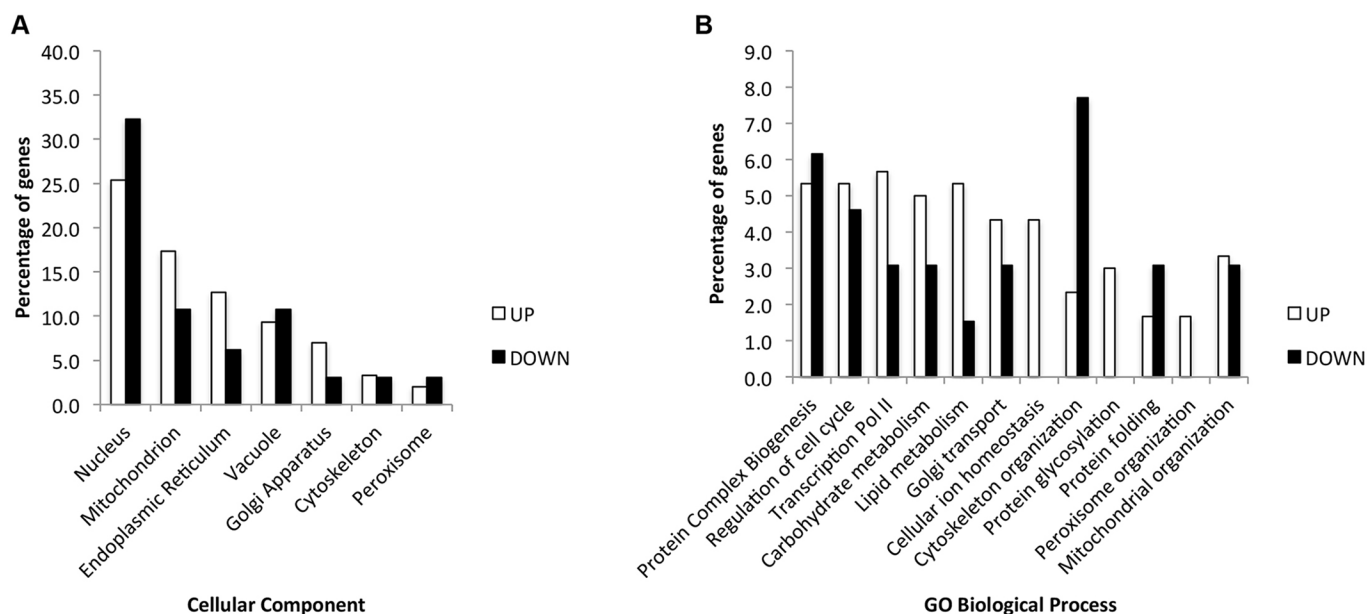 A
40.0
35.0
30.0
25.0
20.0
15.0
10.0
5.0
0.0
Percentage of genes
Nucleus
Mitochondrion
Endoplasmic Reticulum
Vacuole
Golgi Apparatus
Cytoskeleton
Peroxisome
Cellular Component
UP
DOWN
B
9.0
8.0
7.0
6.0
5.0
4.0
3.0
2.0
1.0
0.0
Percentage of genes
Protein Complex Biogenesis
Regulation of cell cycle
Transcription Pol II
Carbohydrate metabolism
Lipid metabolism
Golgi transport
Cellular ion homeostasis
Cytoskeleton organization
Protein glycosylation
Protein folding
Peroxisome organization
Mitochondrial organization
GO Biological Process
UP
DOWN